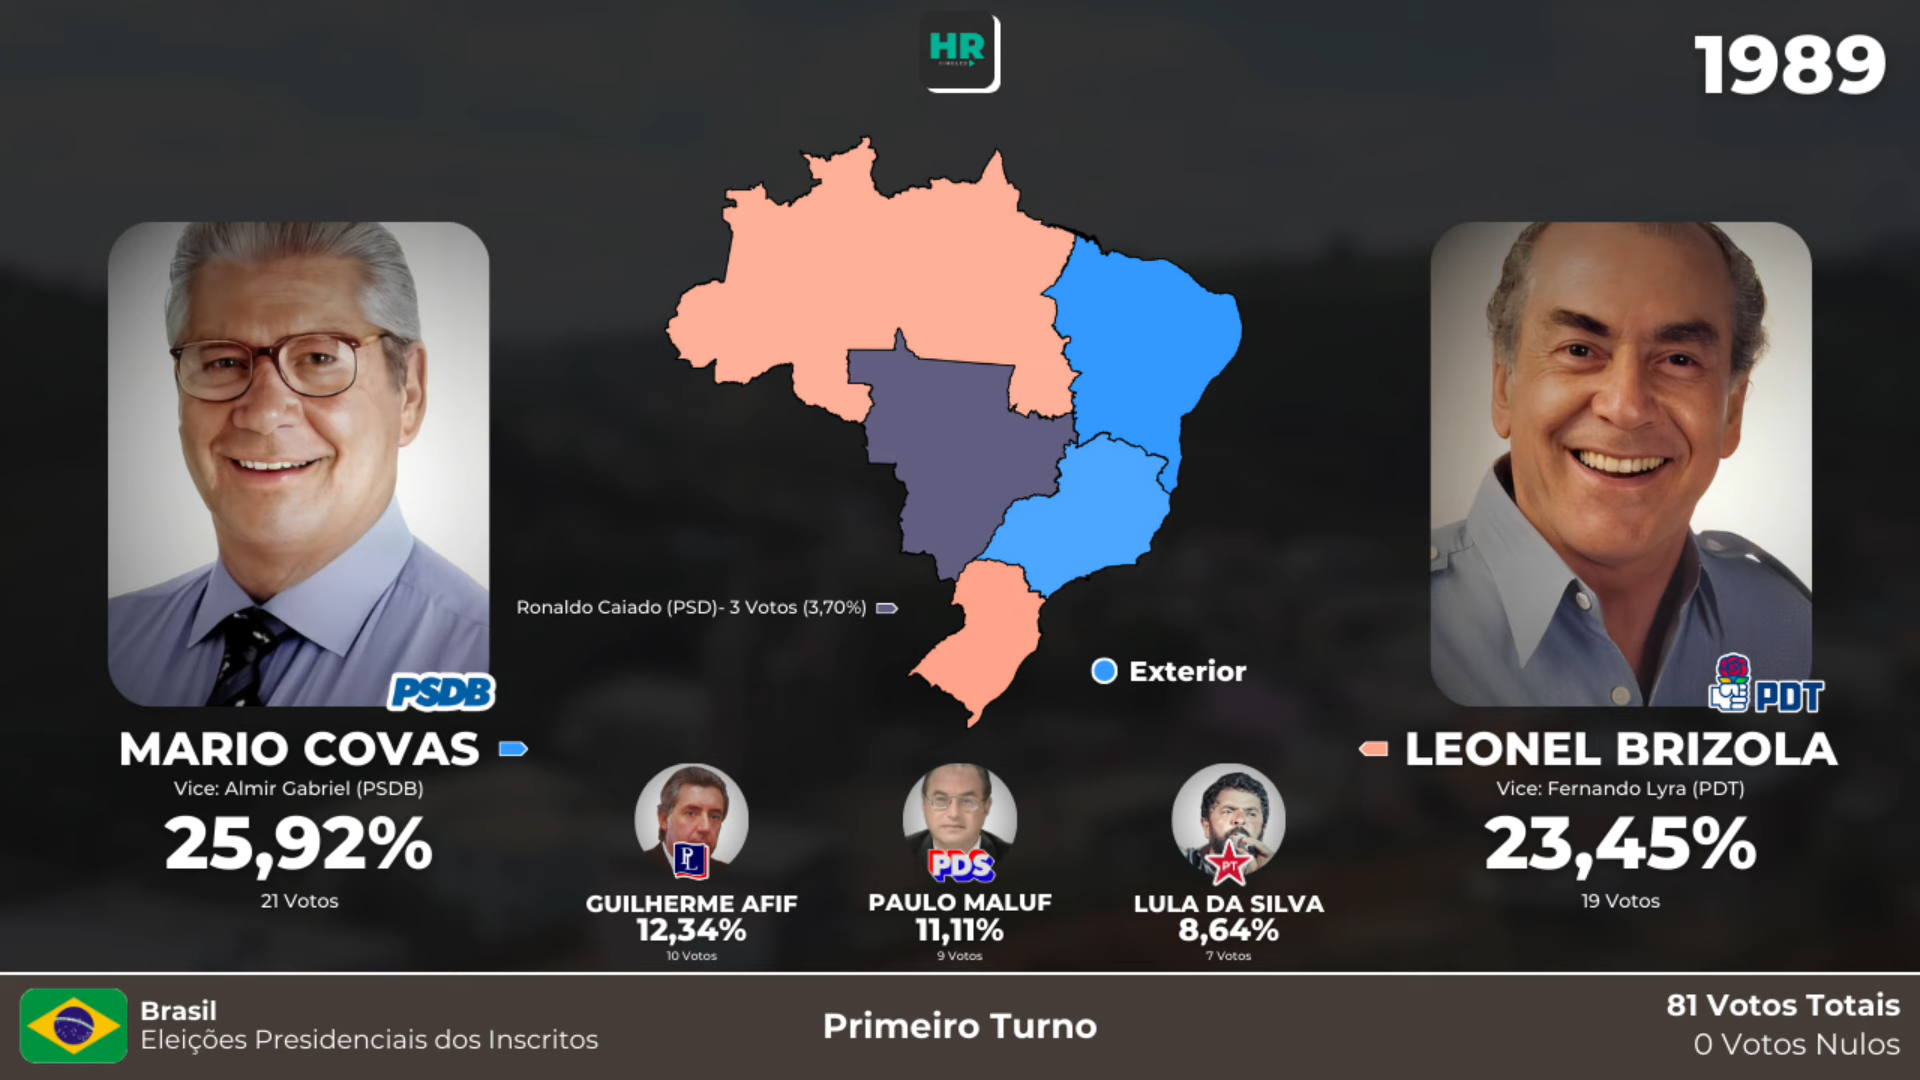 HR
1989
Ronaldo Caiado (PSD)- 3 Votos (3,70%)
Exterior
PSDB
MARIO COVAS
Vice: Almir Gabriel (PSDB)
25,92%
21 Votos
PL
GUILHERME AFIF
12,34%
10 Votos
PDS
PAULO MALUF
11,11%
9 Votos
PT
LULA DA SILVA
8,64%
7 Votos
PDT
LEONEL BRIZOLA
Vice: Fernando Lyra (PDT)
23,45%
19 Votos
Brasil
Eleições Presidenciais dos Inscritos
Primeiro Turno
81 Votos Totais
0 Votos Nulos